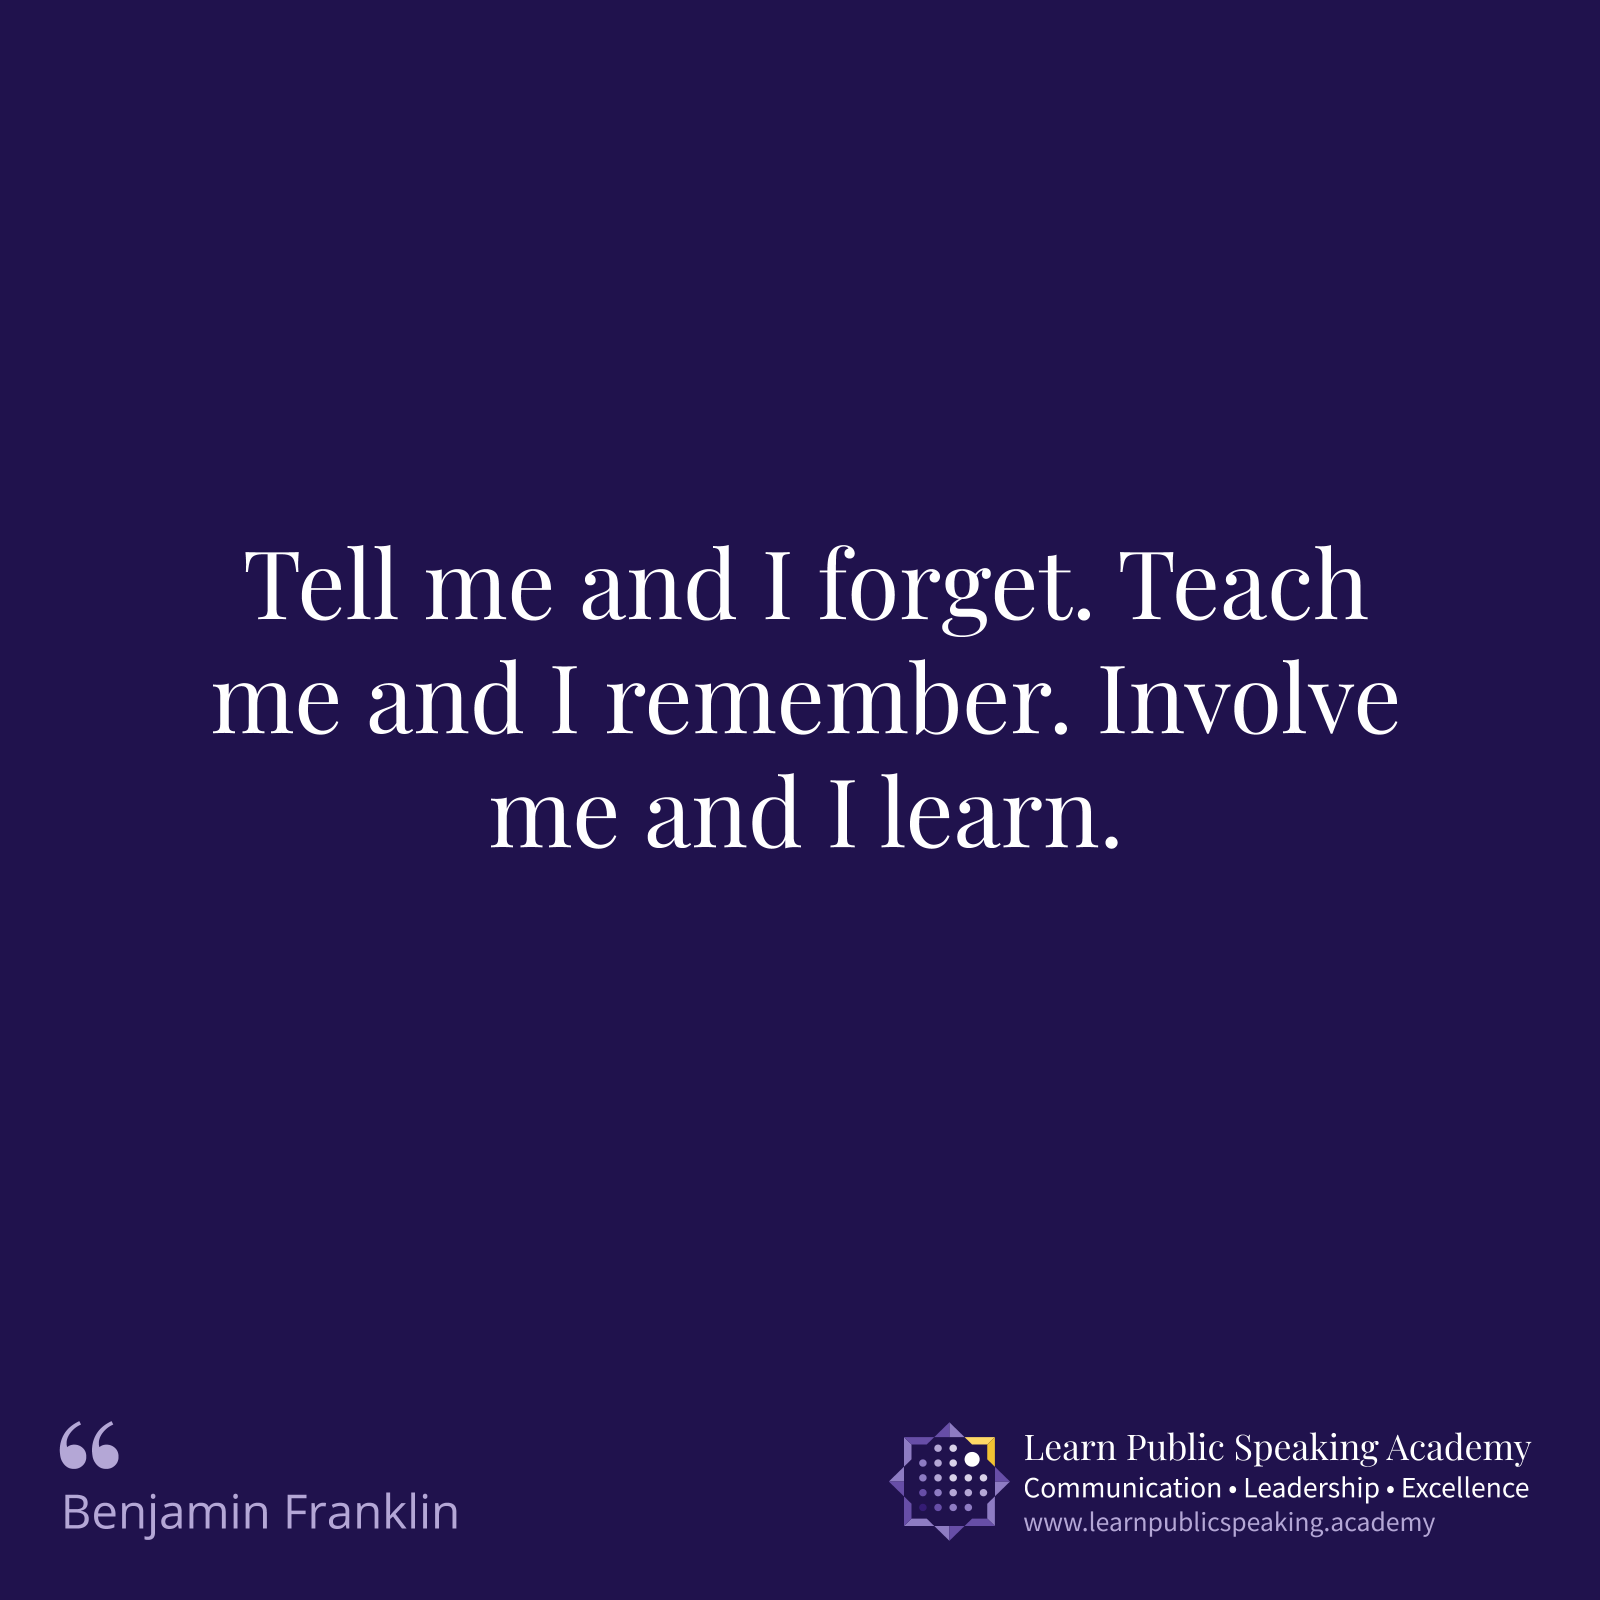 Tell me and I forget. Teach
me and I remember. Involve
me and I learn.
Benjamin Franklin
Learn Public Speaking Academy
Communication • Leadership • Excellence
www.learnpublicspeaking.academy